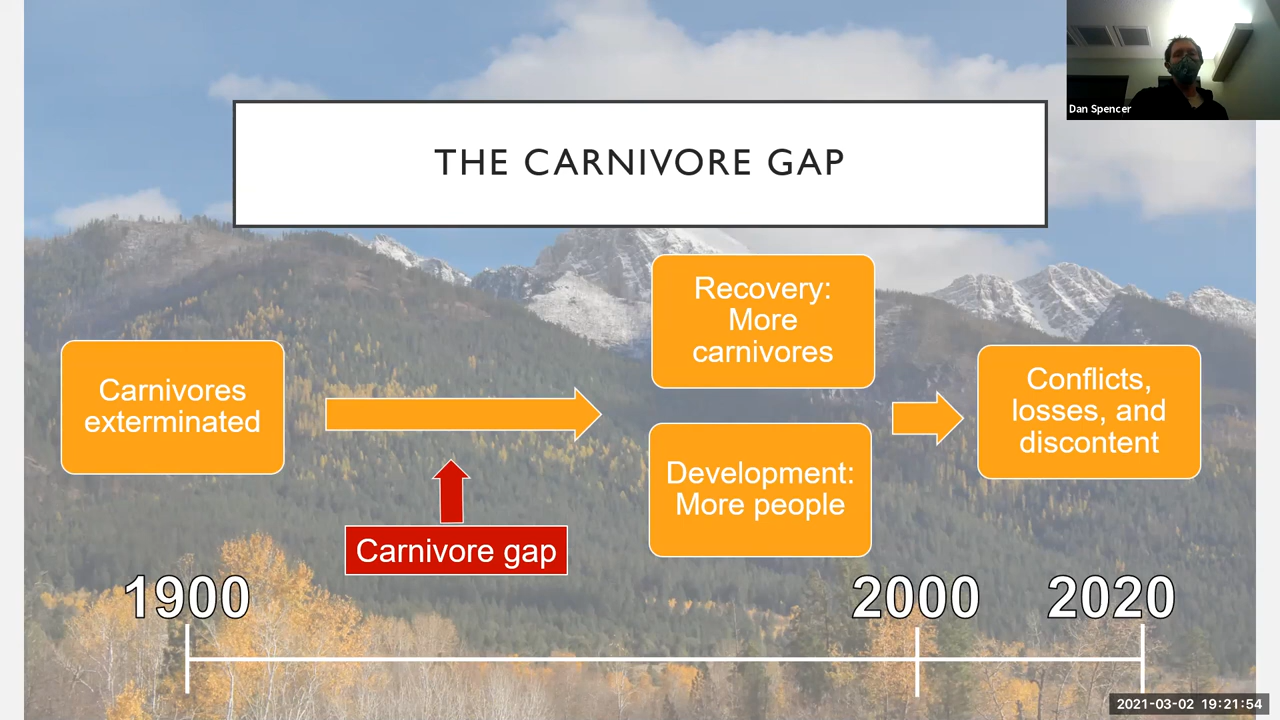 Dan Spencer
THE CARNIVORE GAP
Recovery:
More
carnivores
Carnivores
exterminated
Conflicts,
losses, and
discontent
Development:
More people
Carnivore gap
1900
2000
2020
2021-03-02 19:21:54